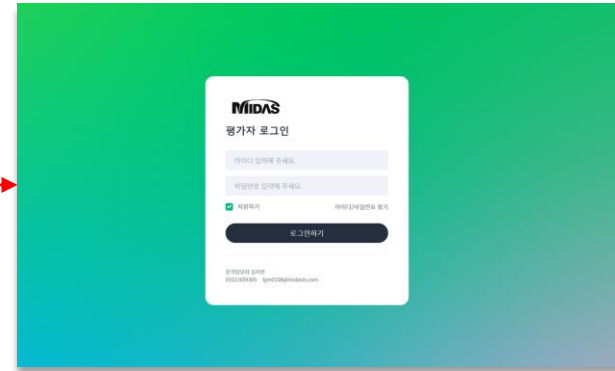 MIDAS
평가자 로그인
아이디 입력해 주세요.
비밀번호 입력해 주세요.
저장하기 아이디/비밀번호 찾기
로그인하기